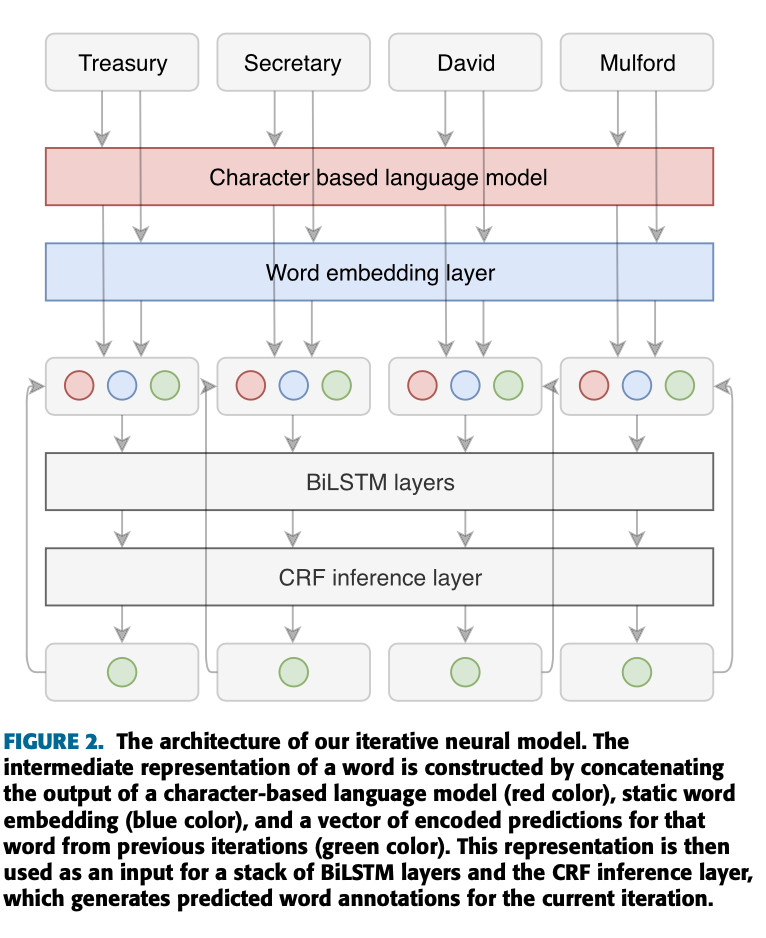 Treasury Secretary David Mulford
Character based language model
Word embedding layer
BiLSTM layers
CRF inference layer
FIGURE 2. The architecture of our iterative neural model. The
intermediate representation of a word is constructed by concatenating
the output of a character-based language model (red color), static word
embedding (blue color), and a vector of encoded predictions for that
word from previous iterations (green color). This representation is then
used as an input for a stack of BiLSTM layers and the CRF inference layer,
which generates predicted word annotations for the current iteration.